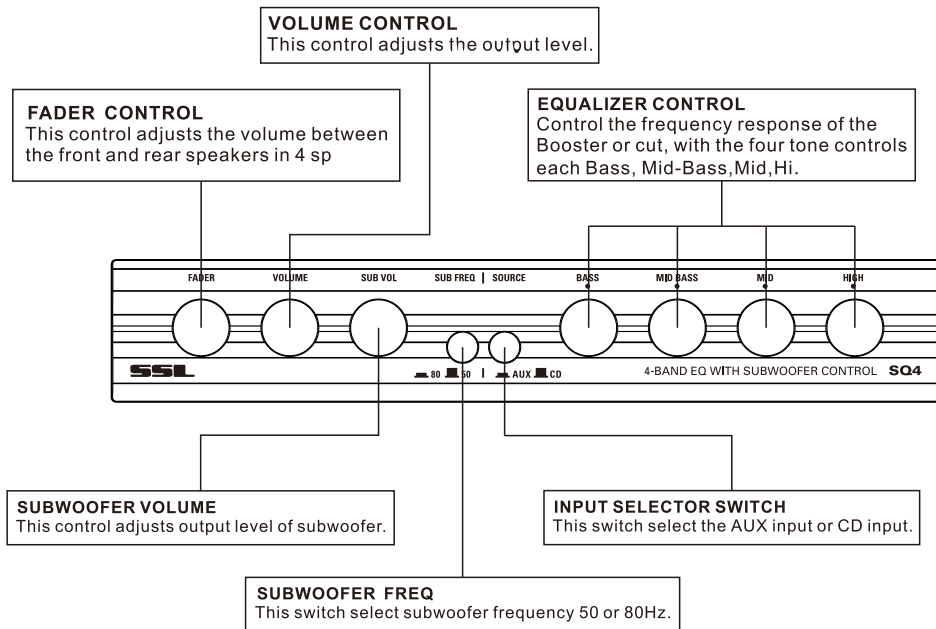 VOLUME CONTROL
This control adjusts the output level.
FADER CONTROL
This control adjusts the volume between
the front and rear speakers in 4 sp
EQUALIZER CONTROL
Control the frequency response of the
Booster or cut, with the four tone controls
each Bass, Mid-Bass,Mid,Hi.
FADER VOLUME SUB VOL SUB FREQ | SOURCE BASS MID BASS MID HIGH
80 50 | AUX CD
SSL 4-BAND EQ WITH SUBWOOFER CONTROL SQ4
SUBWOOFER VOLUME
This control adjusts output level of subwoofer.
INPUT SELECTOR SWITCH
This switch select the AUX input or CD input.
SUBWOOFER FREQ
This switch select subwoofer frequency 50 or 80Hz.